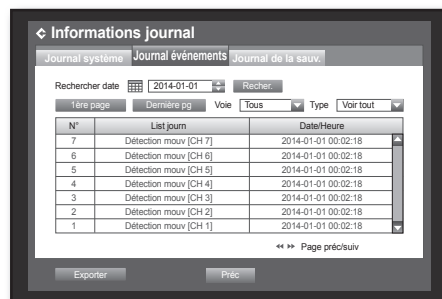 Informations journal
Journal système Journal événements Journal de la sauv.
Rechercher date 2014-01-01 Recher.
1ère page Dernière pg Voie Tous Type Voir tout
N° List journ Date/Heure
7 Détection mouv [CH 7] 2014-01-01 00:02:18
6 Détection mouv [CH 6] 2014-01-01 00:02:18
5 Détection mouv [CH 5] 2014-01-01 00:02:18
4 Détection mouv [CH 4] 2014-01-01 00:02:18
3 Détection mouv [CH 3] 2014-01-01 00:02:18
2 Détection mouv [CH 2] 2014-01-01 00:02:18
1 Détection mouv [CH 1] 2014-01-01 00:02:18
Page préc/suiv
Exporter Préc